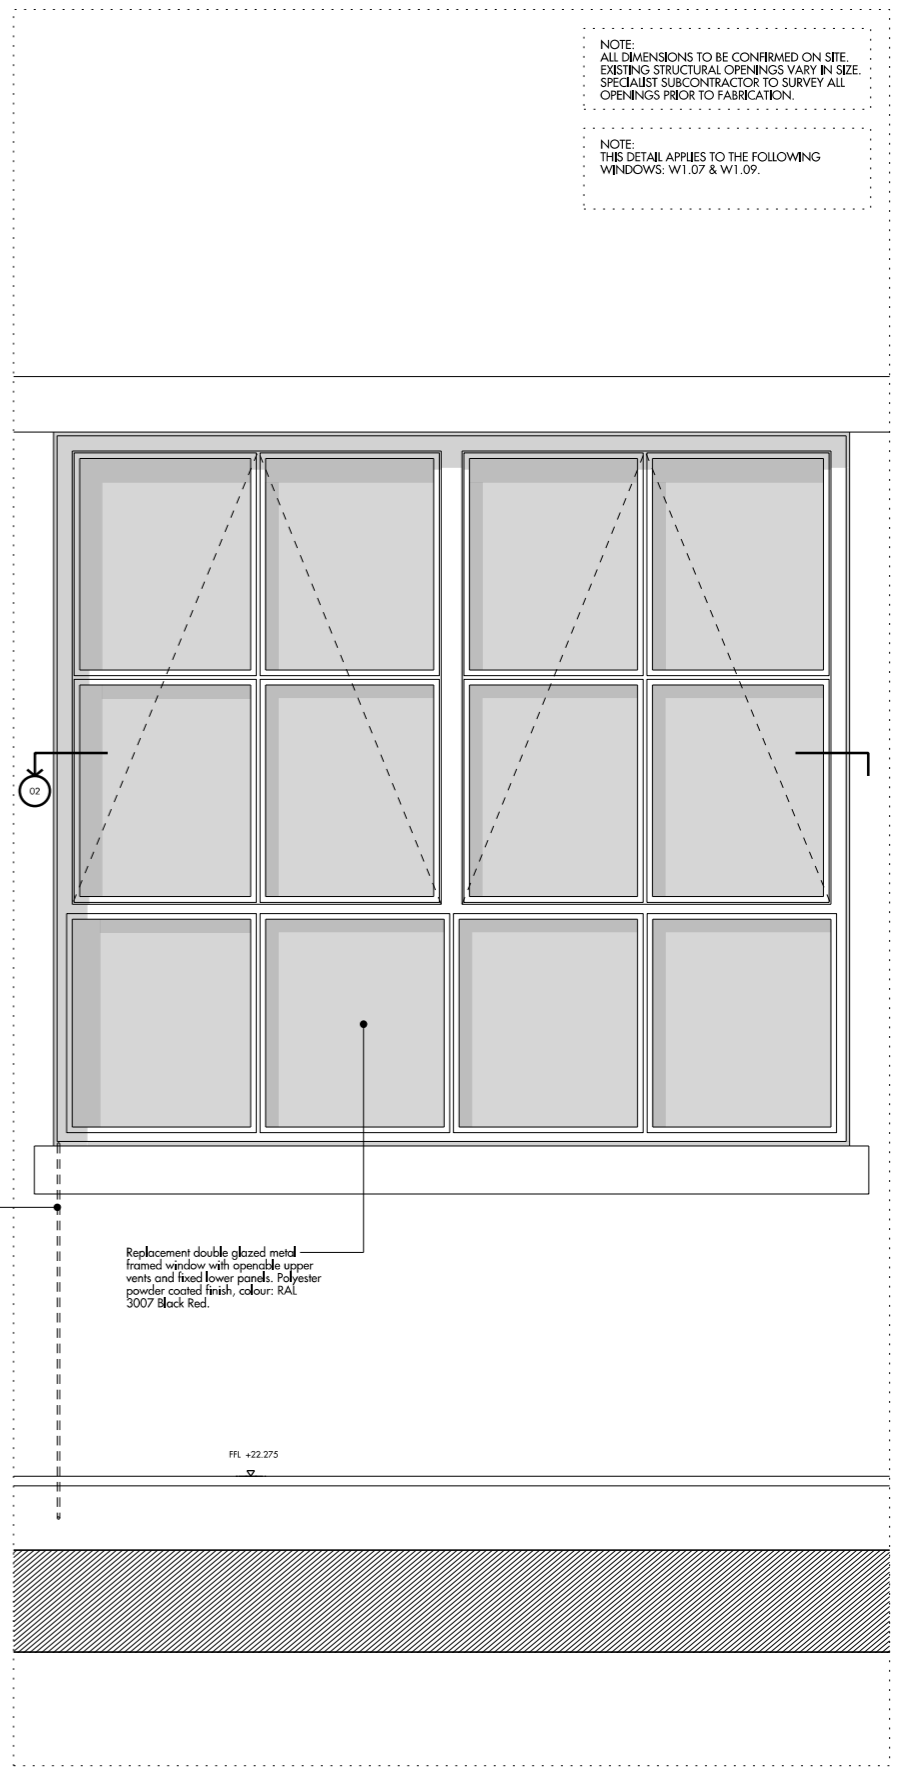 NOTE:
ALL DIMENSIONS TO BE CONFIRMED ON SITE.
EXISTING STRUCTURAL OPENINGS VARY IN SIZE.
SPECIALIST SUBCONTRACTOR TO SURVEY ALL
OPENINGS PRIOR TO FABRICATION.
NOTE:
THIS DETAIL APPLIES TO THE FOLLOWING
WINDOWS: W1.07 & W1.09.
02
Replacement double glazed metal
framed window with openable upper
vents and fixed lower panels. Polyester
powder coated finish, colour: RAL
3007 Black Red.
FFL +22.275